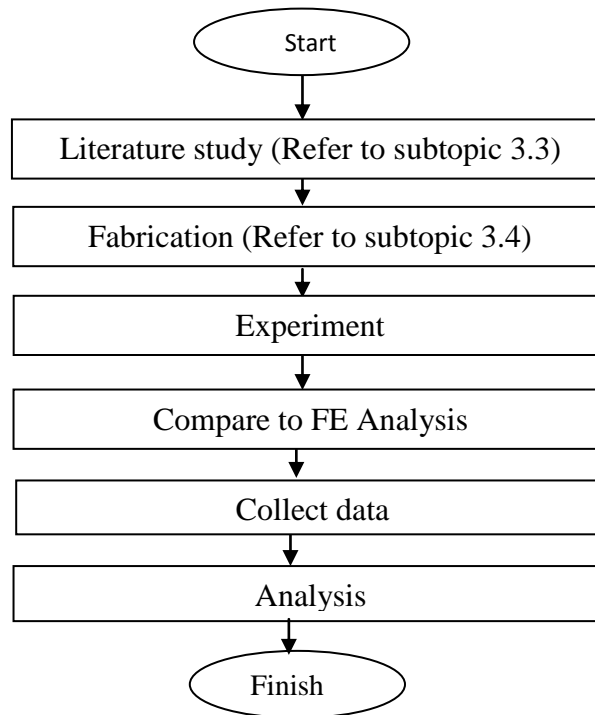 Start
Literature study (Refer to subtopic 3.3)
Fabrication (Refer to subtopic 3.4)
Experiment
Compare to FE Analysis
Collect data
Analysis
Finish